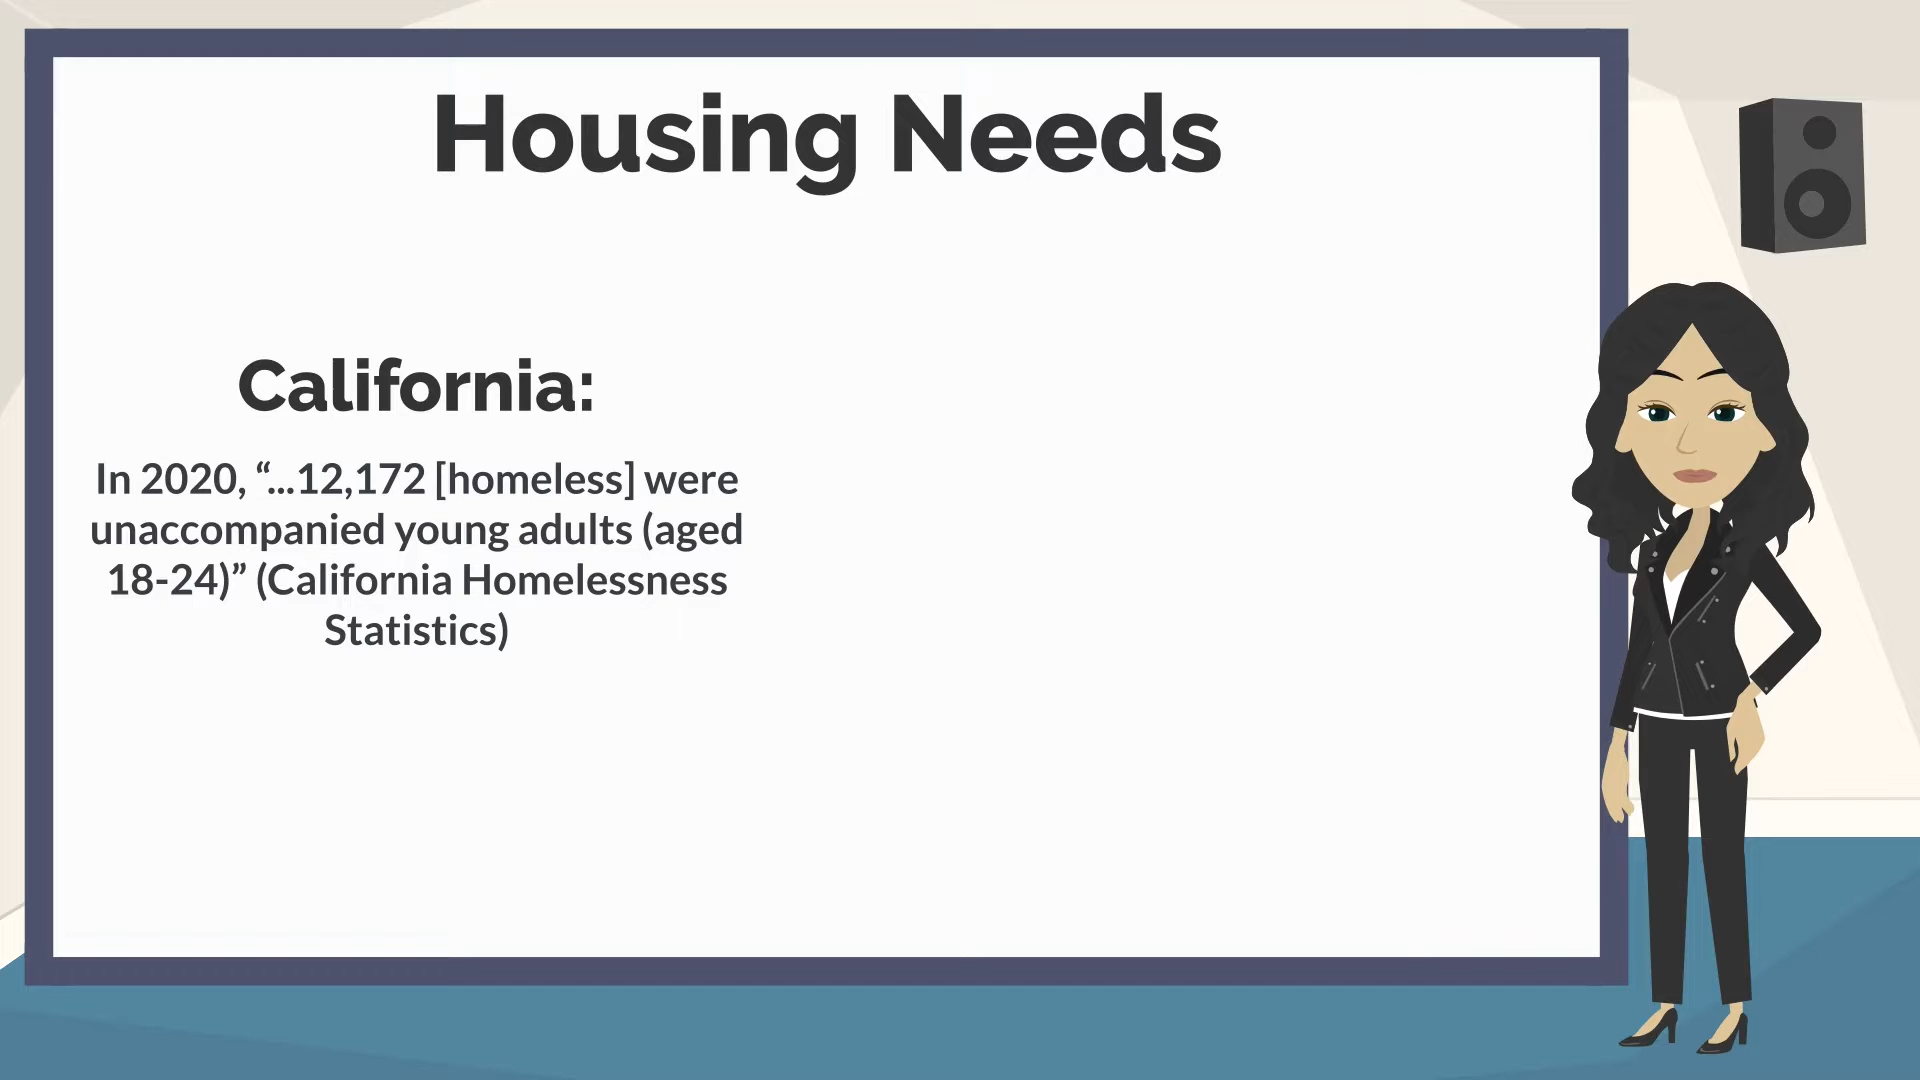 Housing Needs
California:
In 2020, “...12,172 [homeless] were
unaccompanied young adults (aged
18-24)” (California Homelessness
Statistics)